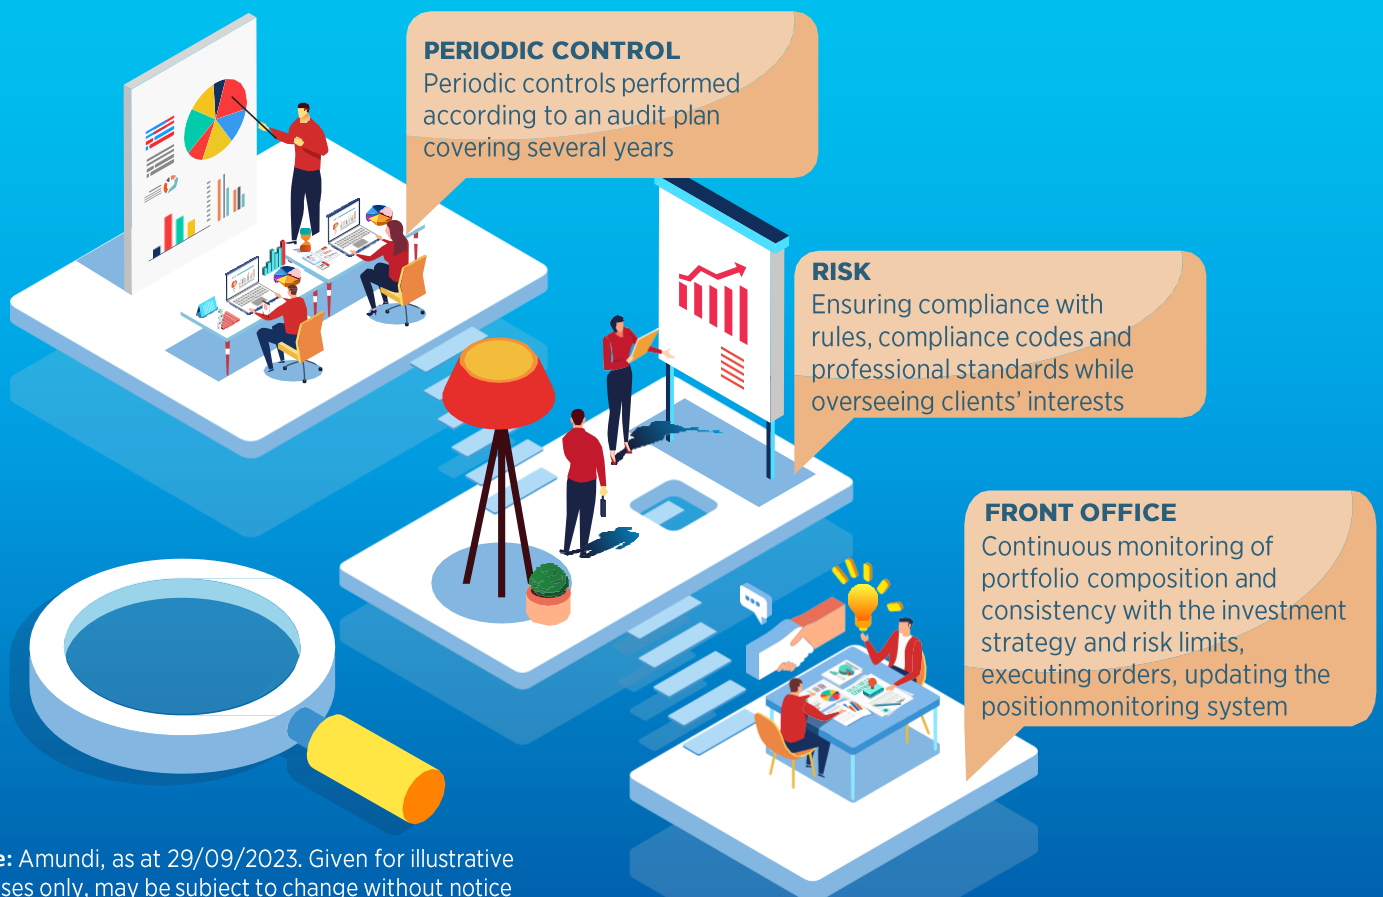 PERIODIC CONTROL
Periodic controls performed
according to an audit plan
covering several years
RISK
Ensuring compliance with
rules, compliance codes and
professional standards while
overseeing clients’ interests
FRONT OFFICE
Continuous monitoring of
portfolio composition and
consistency with the investment
strategy and risk limits,
executing orders, updating the
positionmonitoring system
e: Amundi, as at 29/09/2023. Given for illustrative
ses only, may be subject to change without notice